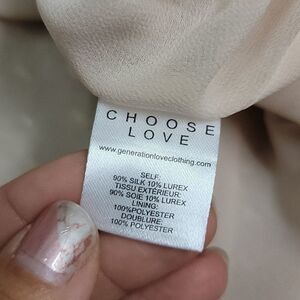 CHOOSE
LOVE
www.generationloveclothing.com
SELF:
90% SILK 10% LUREX
TISSU EXTÉRIEUR:
90% SOIE 10% LUREX
LINING:
100%POLYESTER
DOUBLURE:
100% POLYESTER